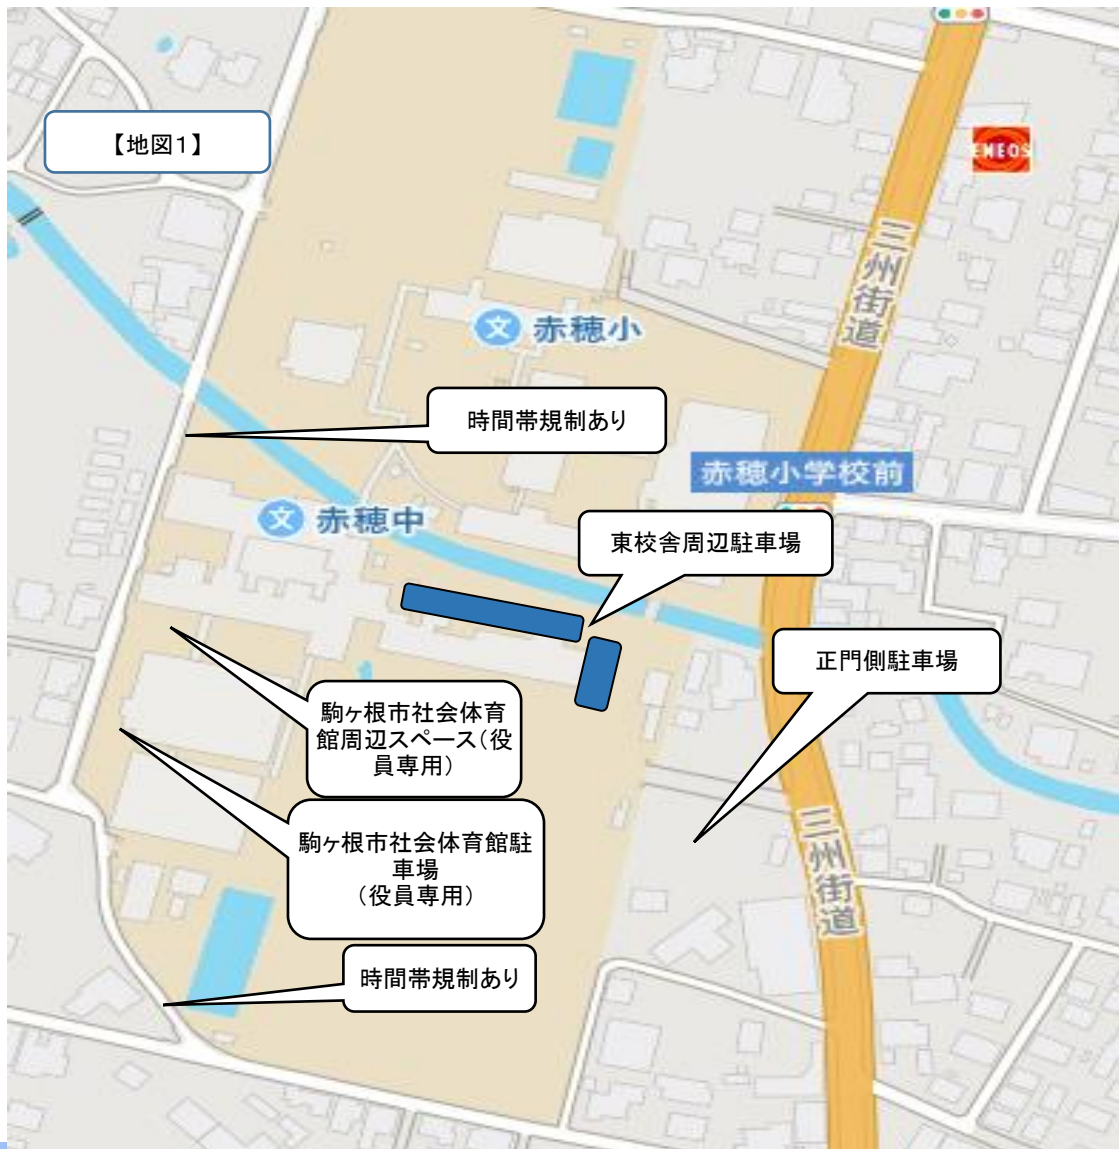 【地図1】
ENEOS
三州街道
赤穂小
時間帯規制あり
赤穂小学校前
赤穂中
東校舎周辺駐車場
正門側駐車場
駒ヶ根市社会体育
館周辺スペース(役
員専用)
駒ヶ根市社会体育館駐
車場
(役員専用)
三州街道
時間帯規制あり
文
文